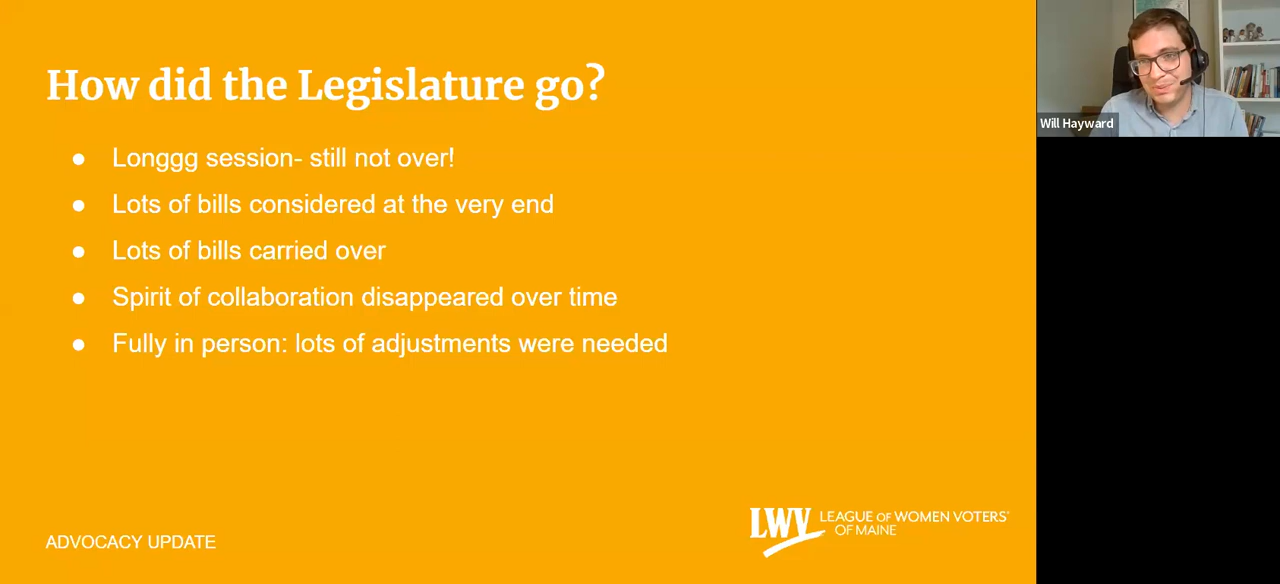 How did the Legislature go?
● Longgg session- still not over!
● Lots of bills considered at the very end
● Lots of bills carried over
● Spirit of collaboration disappeared over time
● Fully in person: lots of adjustments were needed
ADVOCACY UPDATE
LWV LEAGUE OF WOMEN VOTERS®
OF MAINE
Will Hayward